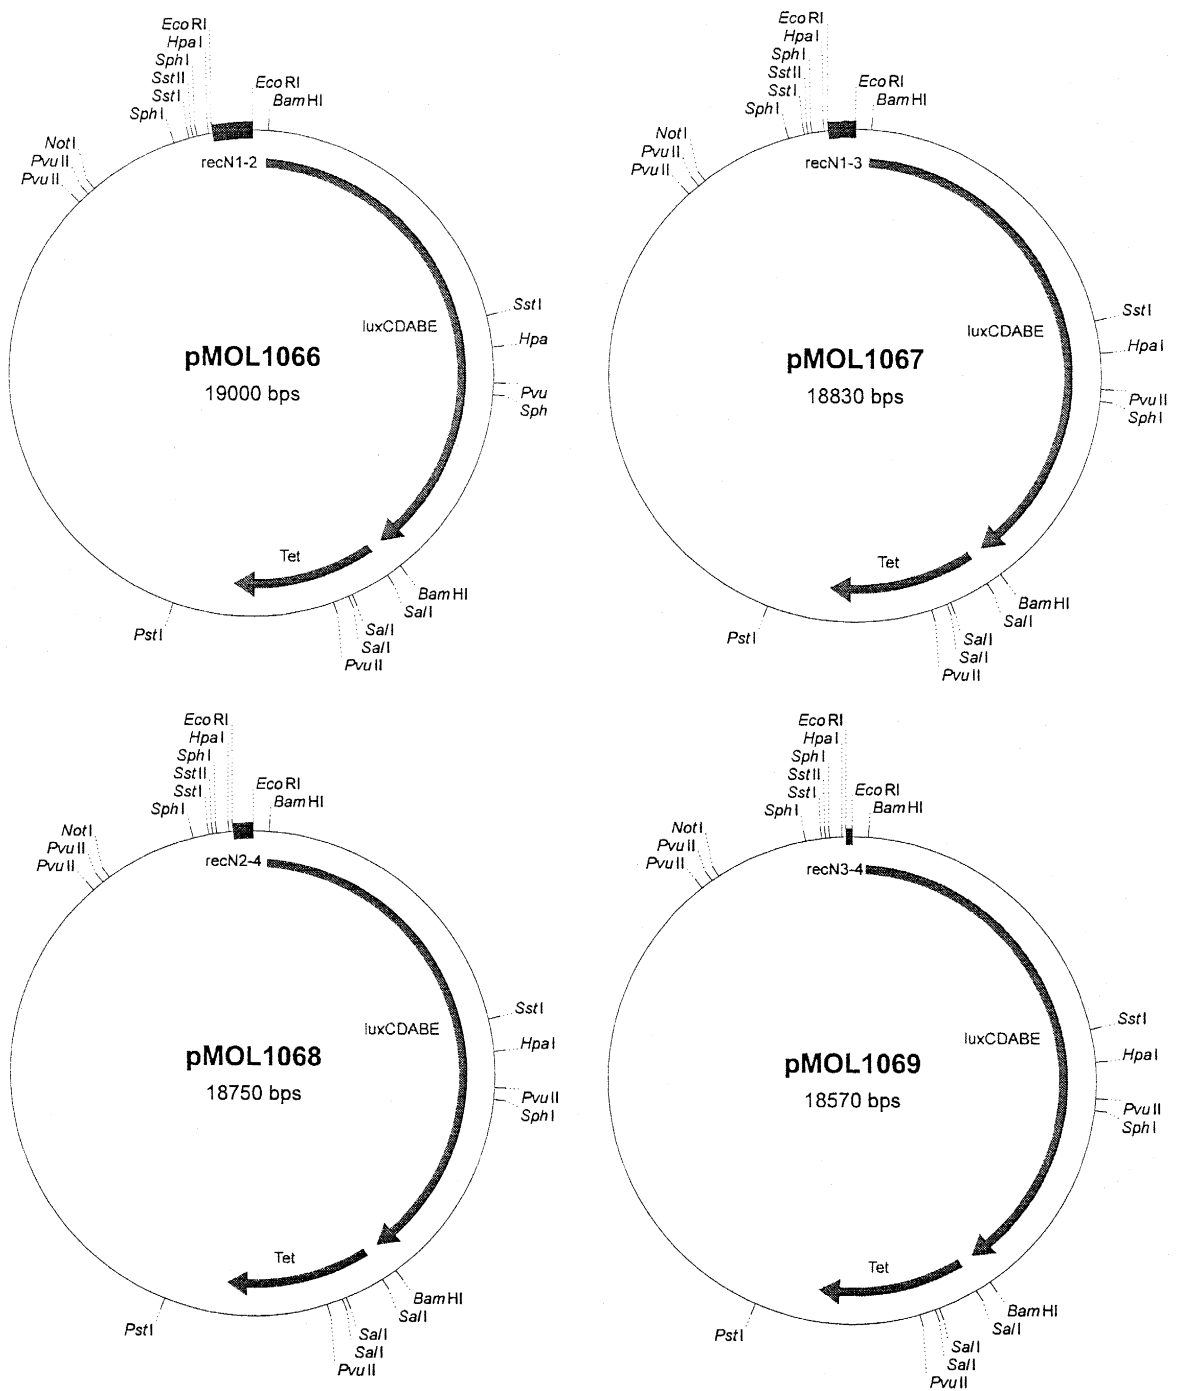 EcoRI
HpaI
SphI
SstII
SstI
SphI
EcoRI
BamHI
NotI
PvuII
PvuII
recN1-2
luxCDABE
SstI
Hpa
Pvu
Sph
pMOL1066
19000 bps
Tet
BamHI
SalI
SalI
SalI
PvuII
PstI
EcoRI
HpaI
SphI
SstII
SstI
SphI
EcoRI
BamHI
NotI
PvuII
PvuII
recN1-3
luxCDABE
SstI
HpaI
PvuII
SphI
pMOL1067
18830 bps
Tet
BamHI
SalI
SalI
SalI
PvuII
PstI
EcoRI
HpaI
SphI
SstII
SstI
SphI
EcoRI
BamHI
NotI
PvuII
PvuII
recN2-4
luxCDABE
SstI
HpaI
PvuII
SphI
pMOL1068
18750 bps
Tet
BamHI
SalI
SalI
SalI
PvuII
PstI
EcoRI
HpaI
SphI
SstII
SstI
SphI
EcoRI
BamHI
NotI
PvuII
PvuII
recN3-4
luxCDABE
SstI
HpaI
PvuII
SphI
pMOL1069
18570 bps
Tet
BamHI
SalI
SalI
SalI
PvuII
PstI